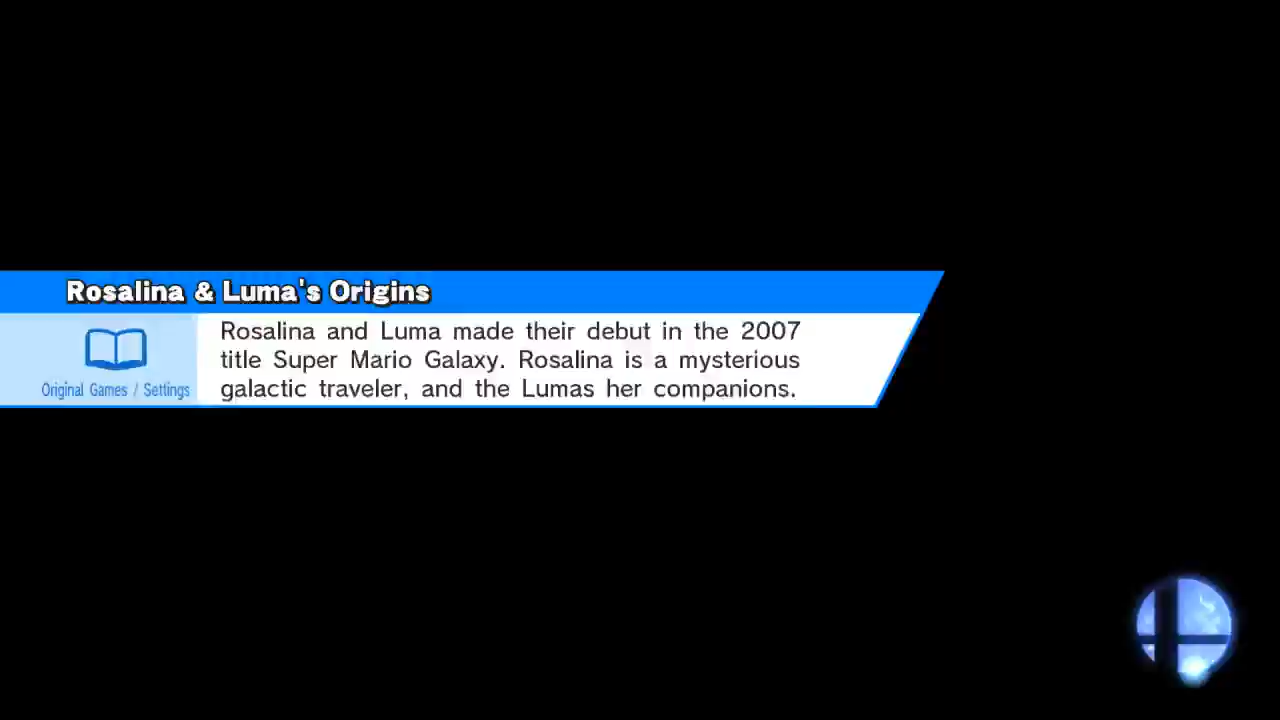 Rosalina & Luma's Origins
Rosalina and Luma made their debut in the 2007
title Super Mario Galaxy. Rosalina is a mysterious
galactic traveler, and the Lumas her companions.
Original Games / Settings